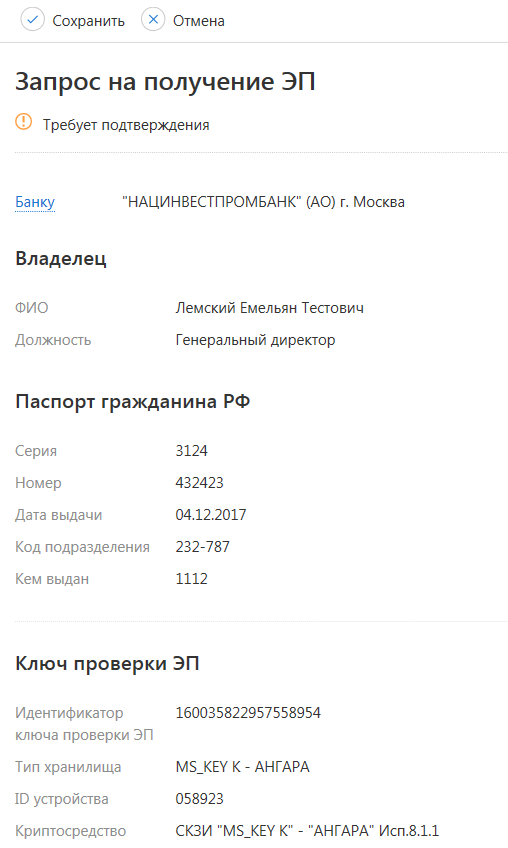 Сохранить Отмена
Запрос на получение ЭП
Требует подтверждения
Банку "НАЦИНВЕСТПРОМБАНК" (АО) г. Москва
Владелец
ФИО Лемский Емельян Тестович
Должность Генеральный директор
Паспорт гражданина РФ
Серия 3124
Номер 432423
Дата выдачи 04.12.2017
Код подразделения 232-787
Кем выдан 1112
Ключ проверки ЭП
Идентификатор 160035822957558954
ключа проверки ЭП
Тип хранилища MS_KEY K - АНГАРА
ID устройства 058923
Криптосредство СКЗИ "MS_KEY K" - "АНГАРА" Исп.8.1.1